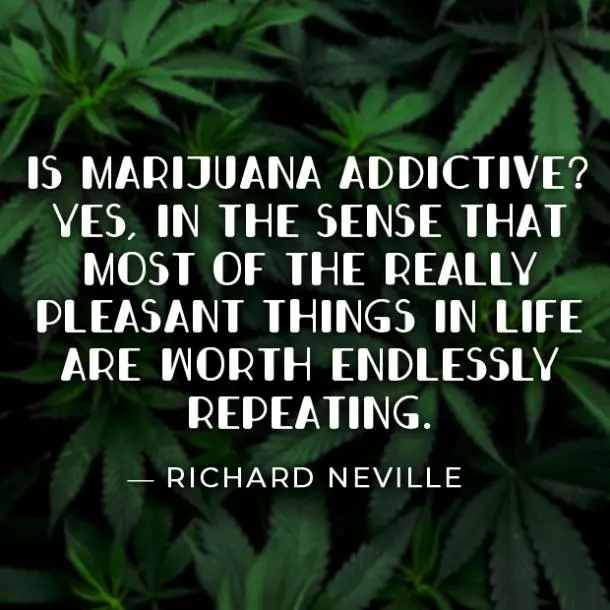 IS MARIJUANA ADDICTIVE?
YES, IN THE SENSE THAT
MOST OF THE REALLY
PLEASANT THINGS IN LIFE
ARE WORTH ENDLESSLY
REPEATING.
— RICHARD NEVILLE